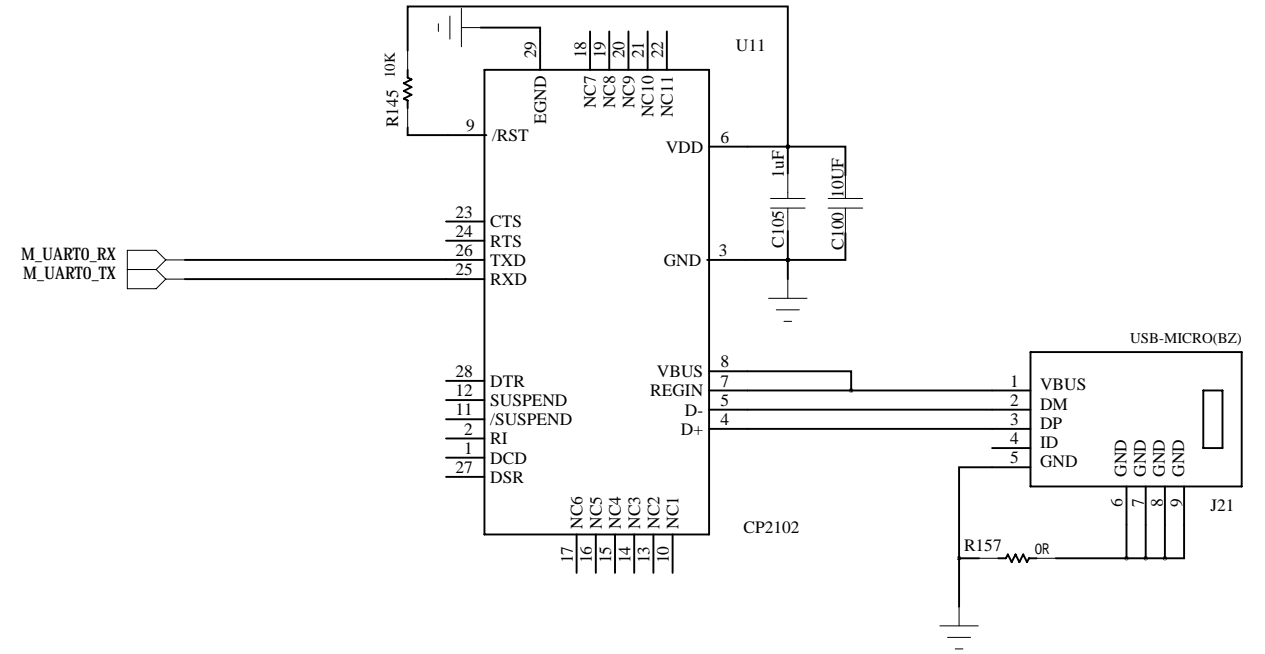 U11
29
18
19
20
21
22
R145 10K
EGND
NC7
NC8
NC9
NC10
NC11
9
/RST
VDD
6
1uF
10UF
C105
C100
23
CTS
24
RTS
M_UART0_RX
26
TXD
GND
3
M_UART0_TX
25
RXD
USB-MICRO(BZ)
28
DTR
VBUS
8
12
SUSPEND
REGIN
7
1
VBUS
11
/SUSPEND
D-
5
2
DM
2
RI
D+
4
3
DP
1
DCD
4
ID
27
DSR
5
GND
GND
GND
GND
GND
6
7
8
9
J21
NC6
NC5
NC4
NC3
NC2
NC1
CP2102
17
16
15
14
13
10
R157
0R